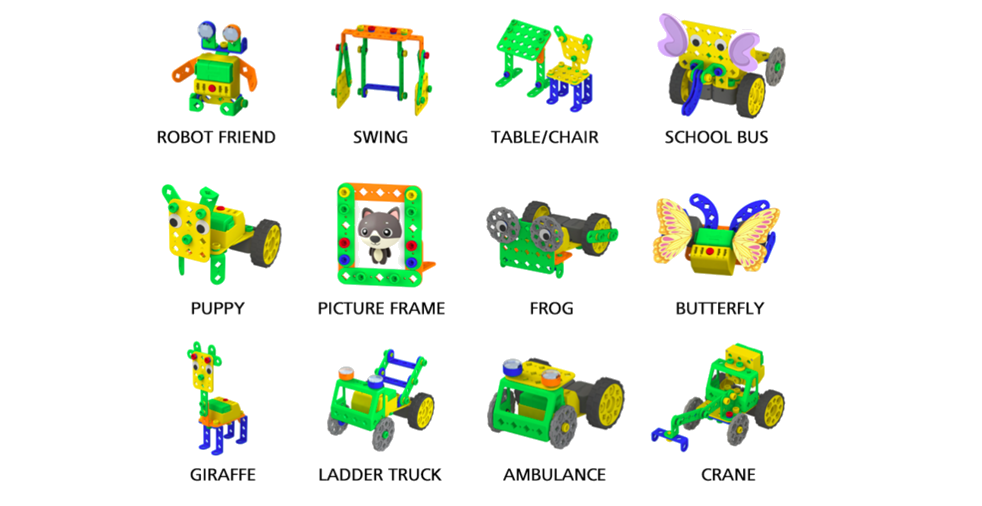 ROBOT FRIEND
SWING
TABLE/CHAIR
SCHOOL BUS
PUPPY
PICTURE FRAME
FROG
BUTTERFLY
GIRAFFE
LADDER TRUCK
AMBULANCE
CRANE